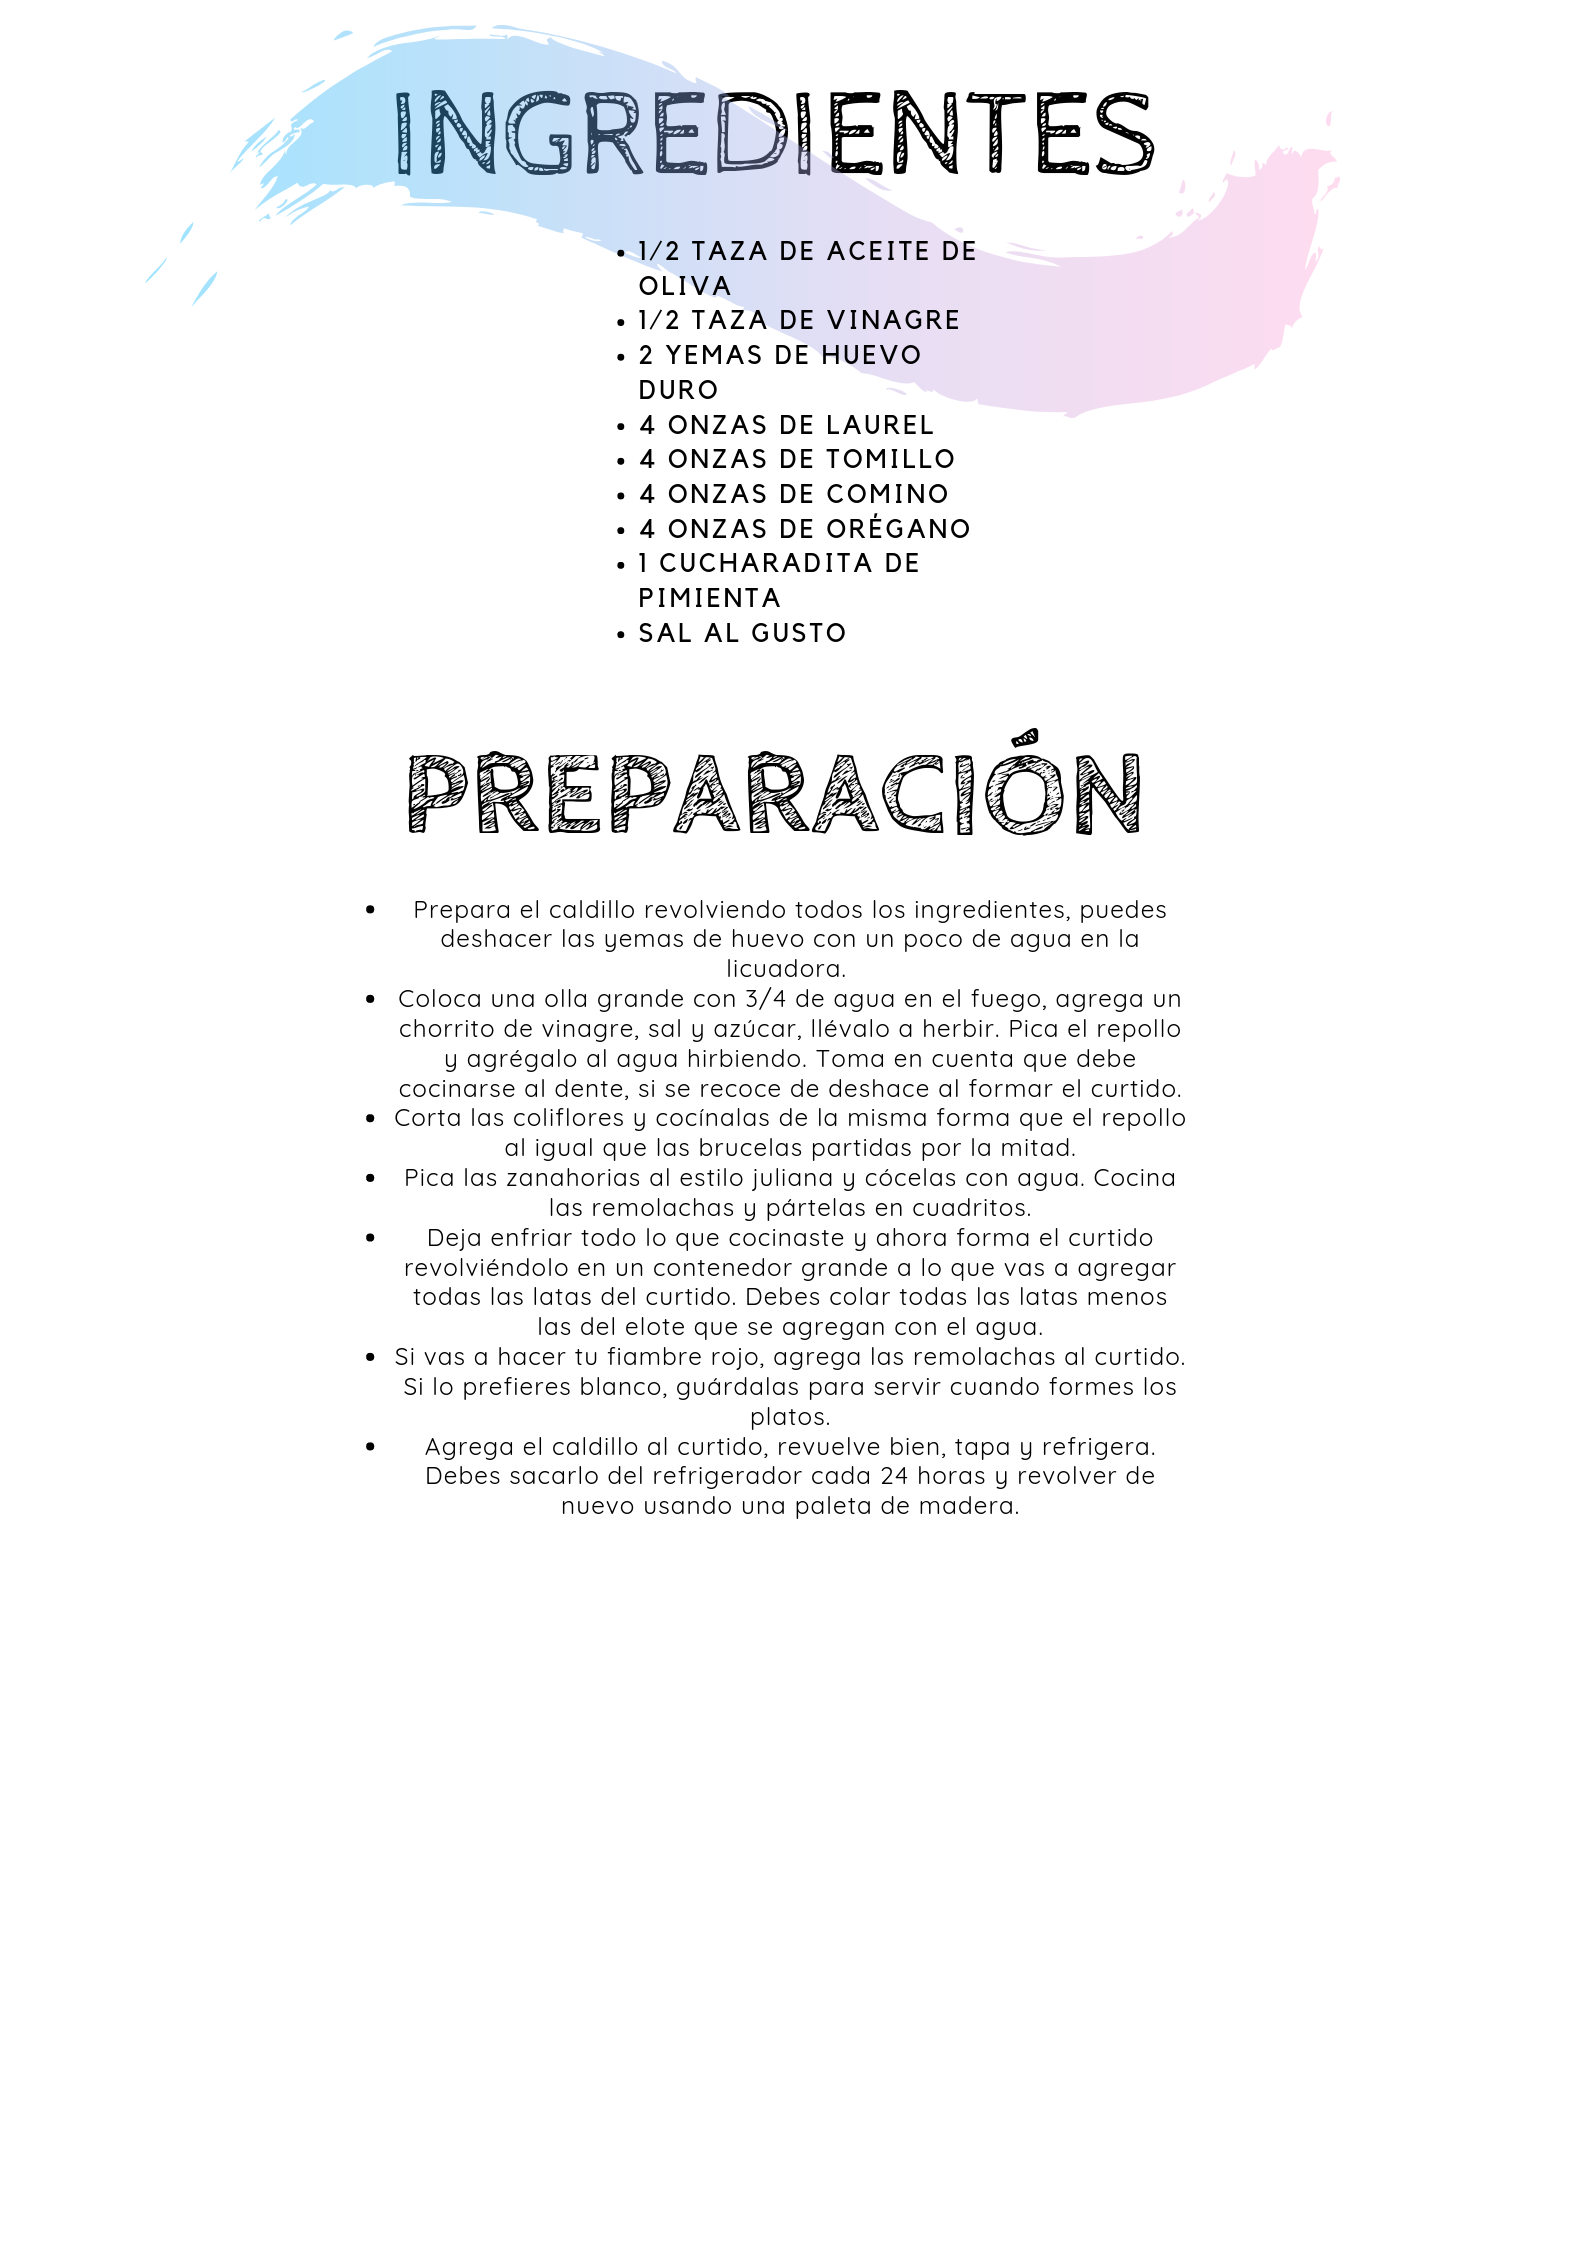 INGREDIENTES
• 1/2 TAZA DE ACEITE DE
OLIVA
• 1/2 TAZA DE VINAGRE
• 2 YEMAS DE HUEVO
DURO
• 4 ONZAS DE LAUREL
• 4 ONZAS DE TOMILLO
• 4 ONZAS DE COMINO
• 4 ONZAS DE ORÉGANO
• 1 CUCHARADITA DE
PIMIENTA
• SAL AL GUSTO
PREPARACIÓN
• Prepara el caldillo revolviendo todos los ingredientes, puedes
deshacer las yemas de huevo con un poco de agua en la
licuadora.
• Coloca una olla grande con 3/4 de agua en el fuego, agrega un
chorrito de vinagre, sal y azúcar, llévalo a herbir. Pica el repollo
y agrégalo al agua hirbiendo. Toma en cuenta que debe
cocinarse al dente, si se recoce de deshace al formar el curtido.
• Corta las coliflores y cocínalas de la misma forma que el repollo
al igual que las brucelas partidas por la mitad.
• Pica las zanahorias al estilo juliana y cócelas con agua. Cocina
las remolachas y pártelas en cuadritos.
• Deja enfriar todo lo que cocinaste y ahora forma el curtido
revolviéndolo en un contenedor grande a lo que vas a agregar
todas las latas del curtido. Debes colar todas las latas menos
las del elote que se agregan con el agua.
• Si vas a hacer tu fiambre rojo, agrega las remolachas al curtido.
Si lo prefieres blanco, guárdalas para servir cuando formes los
platos.
• Agrega el caldillo al curtido, revuelve bien, tapa y refrigera.
Debes sacarlo del refrigerador cada 24 horas y revolver de
nuevo usando una paleta de madera.